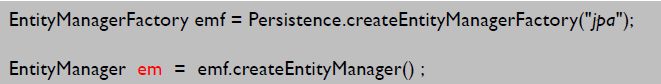 EntityManagerFactory emf = Persistence.createEntityManagerFactory("jpa");
EntityManager em = emf.createEntityManager() ;